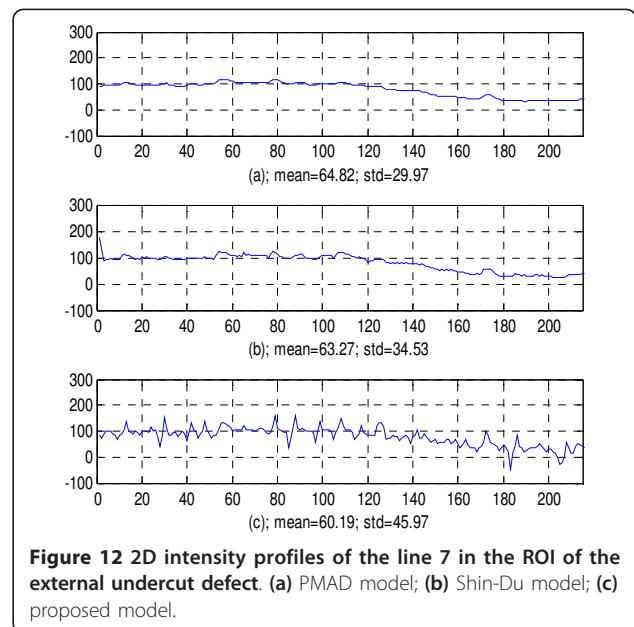 300
200
100
0
-100
0 20 40 60 80 100 120 140 160 180 200
(a); mean=64.82; std=29.97
300
200
100
0
-100
0 20 40 60 80 100 120 140 160 180 200
(b); mean=63.27; std=34.53
300
200
100
0
100
0 20 40 60 80 100 120 140 160 180 200
(c); mean=60.19; std=45.97
Figure 12 2D intensity profiles of the line 7 in the ROI of the
external undercut defect. (a) PMAD model; (b) Shin-Du model; (c)
proposed model.